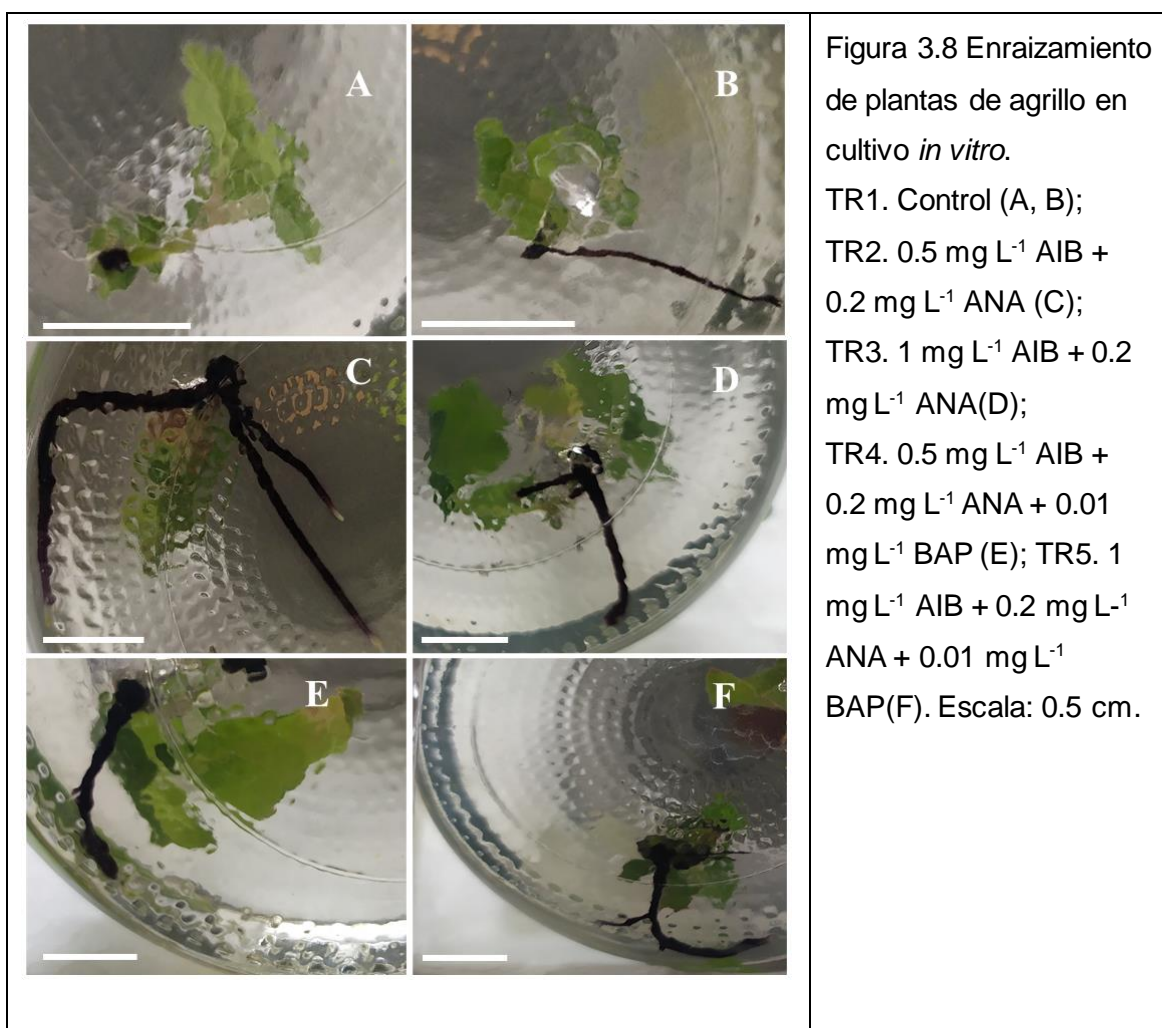 A
B
C
D
E
F
Figura 3.8 Enraizamiento
de plantas de agrillo en
cultivo in vitro.
TR1. Control (A, B);
TR2. 0.5 mg L-1 AIB +
0.2 mg L-1 ANA (C);
TR3. 1 mg L-1 AIB + 0.2
mg L-1 ANA(D);
TR4. 0.5 mg L-1 AIB +
0.2 mg L-1 ANA + 0.01
mg L-1 BAP (E); TR5. 1
mg L-1 AIB + 0.2 mg L-1
ANA + 0.01 mg L-1
BAP(F). Escala: 0.5 cm.